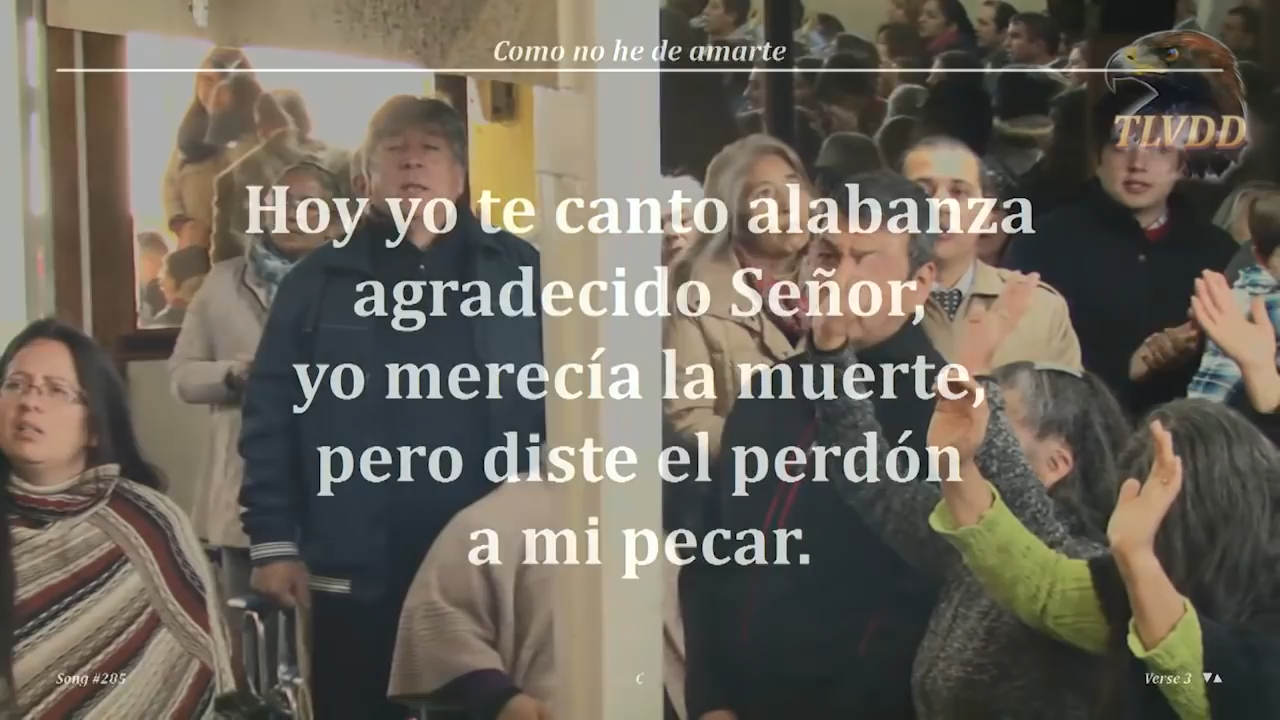 Como no he de amarte
TLVDD
Hoy yo te canto alabanza
agradecido Señor,
yo merecía la muerte,
pero diste el perdón
a mi pecar.
Song #285
C
Verse 3 ▼▲